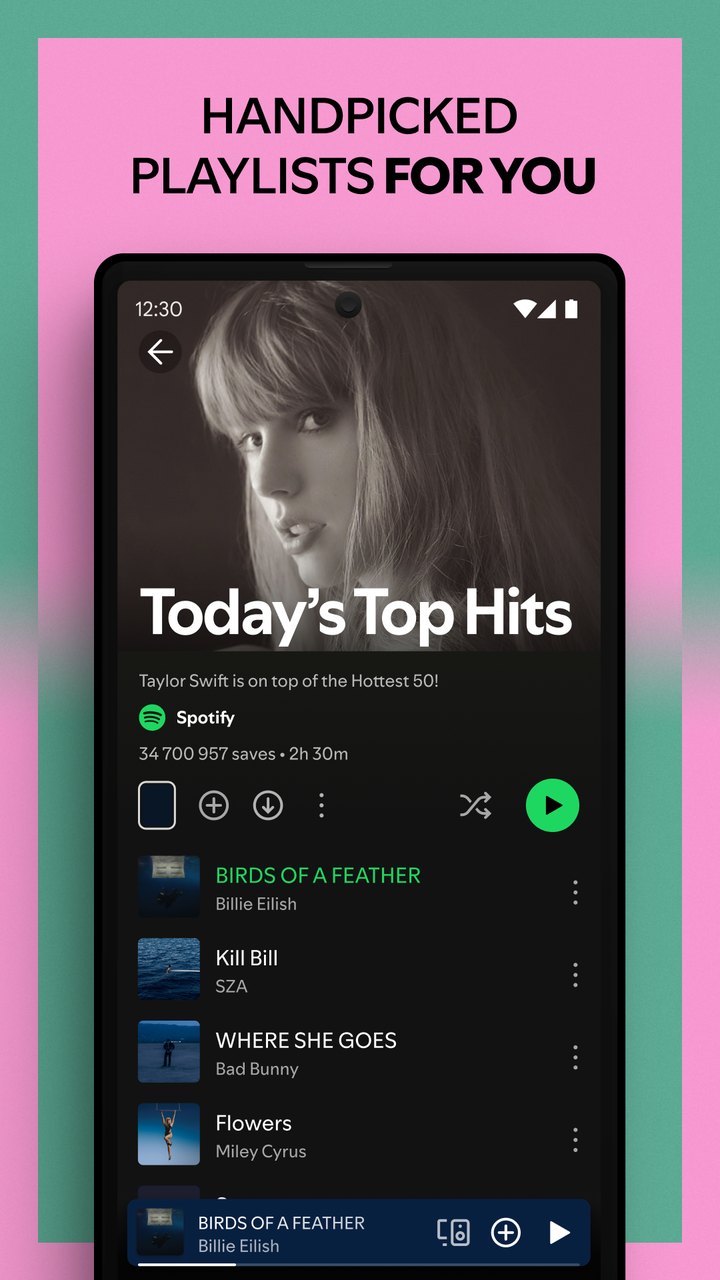 HANDPICKED
PLAYLISTS FOR YOU
12:30
Today's Top Hits
Taylor Swift is on top of the Hottest 50!
Spotify
34 700 957 saves • 2h 30m
BIRDS OF A FEATHER
Billie Eilish
Kill Bill
SZA
WHERE SHE GOES
Bad Bunny
Flowers
Miley Cyrus
BIRDS OF A FEATHER
Billie Eilish